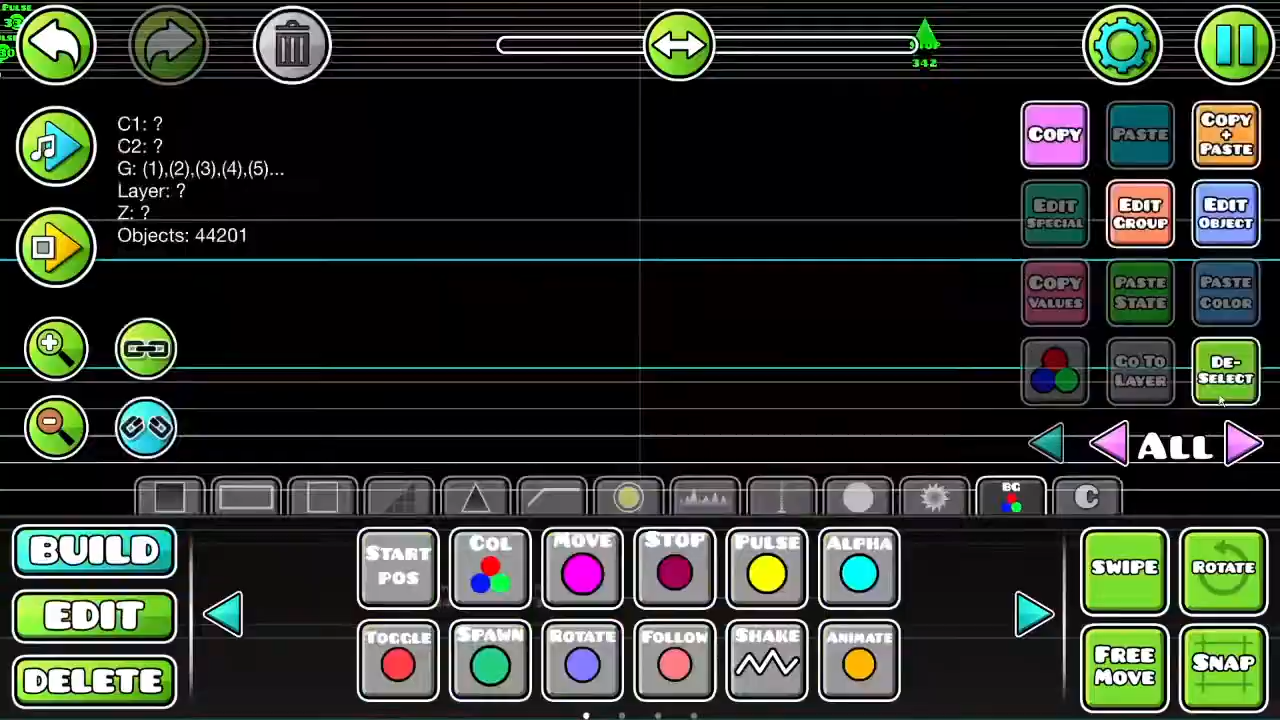 PULSE
C1: ?
C2: ?
G: (1),(2),(3),(4),(5)...
Layer: ?
Z: ?
Objects: 44201
342
COPY
PASTE
COPY
+
PASTE
EDIT
SPECIAL
EDIT
GROUP
EDIT
OBJECT
COPY
VALUES
PASTE
STATE
PASTE
COLOR
GO TO
LAYER
DE-
SELECT
ALL
BG
C
BUILD
EDIT
DELETE
START
POS
COL
MOVE
STOP
PULSE
ALPHA
TOGGLE
SPAWN
ROTATE
FOLLOW
SHAKE
ANIMATE
SWIPE
ROTATE
FREE
MOVE
SNAP